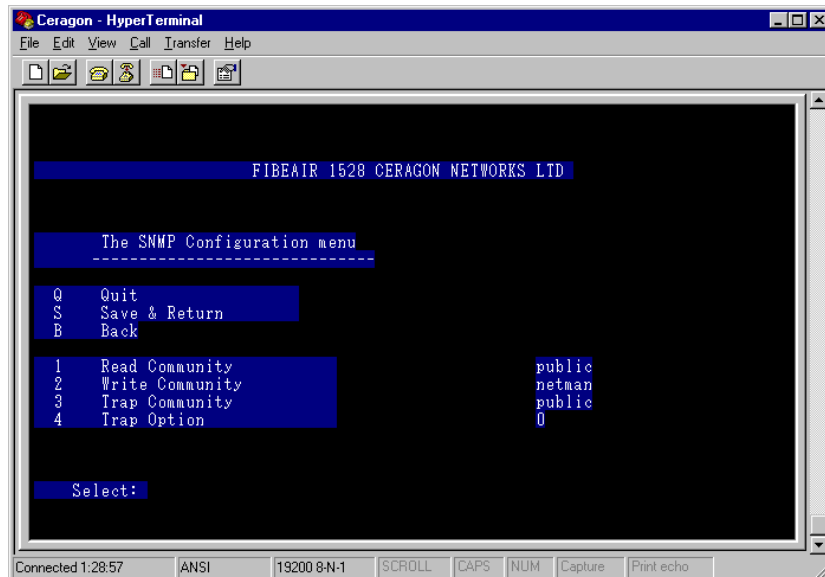 Ceragon - HyperTerminal
File Edit View Call Transfer Help
FIBEAIR 1528 CERAGON NETWORKS LTD
The SNMP Configuration menu
------------------------------
Q Quit
S Save & Return
B Back
1 Read Community public
2 Write Community netman
3 Trap Community public
4 Trap Option 0
Select:
Connected 1:28:57 ANSI 19200 8-N-1 SCROLL CAPS NUM Capture Print echo